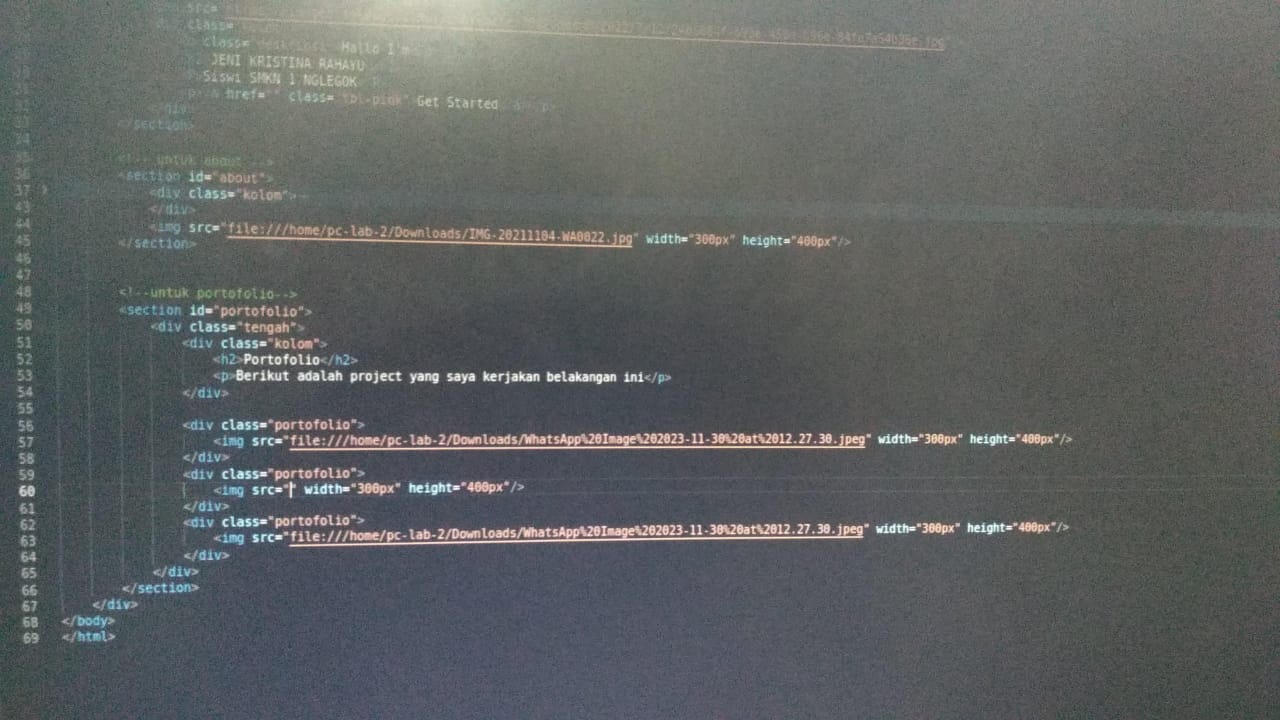 src=
class=
class= Hallo I'm
JENI KRISTINA RAHAYU
Siswi SMKN 1 NGLEGOK
href="" class="tbl-pink" Get Started
</div>
</section>
34
35 <!-- untuk about -->
36 <section id="about">
37 <div class="kolom">
43 </div>
44 <img src="file:///home/pc-lab-2/Downloads/IMG-20211104-WA0022.jpg" width="300px" height="400px"/>
45 </section>
46
47
48 <!--untuk portofolio-->
49 <section id="portofolio">
50 <div class="tengah">
51 <div class="kolom">
52 <h2>Portofolio</h2>
53 <p>Berikut adalah project yang saya kerjakan belakangan ini</p>
54 </div>
55
56 <div class="portofolio">
57 <img src="file:///home/pc-lab-2/Downloads/WhatsApp%20Image%202023-11-30%20at%2012.27.30.jpeg" width="300px" height="400px"/>
58 </div>
59 <div class="portofolio">
60 <img src="" width="300px" height="400px"/>
61 </div>
62 <div class="portofolio">
63 <img src="file:///home/pc-lab-2/Downloads/WhatsApp%20Image%202023-11-30%20at%2012.27.30.jpeg" width="300px" height="400px"/>
64 </div>
65 </div>
66 </section>
67 </div>
68 </body>
69 </html>